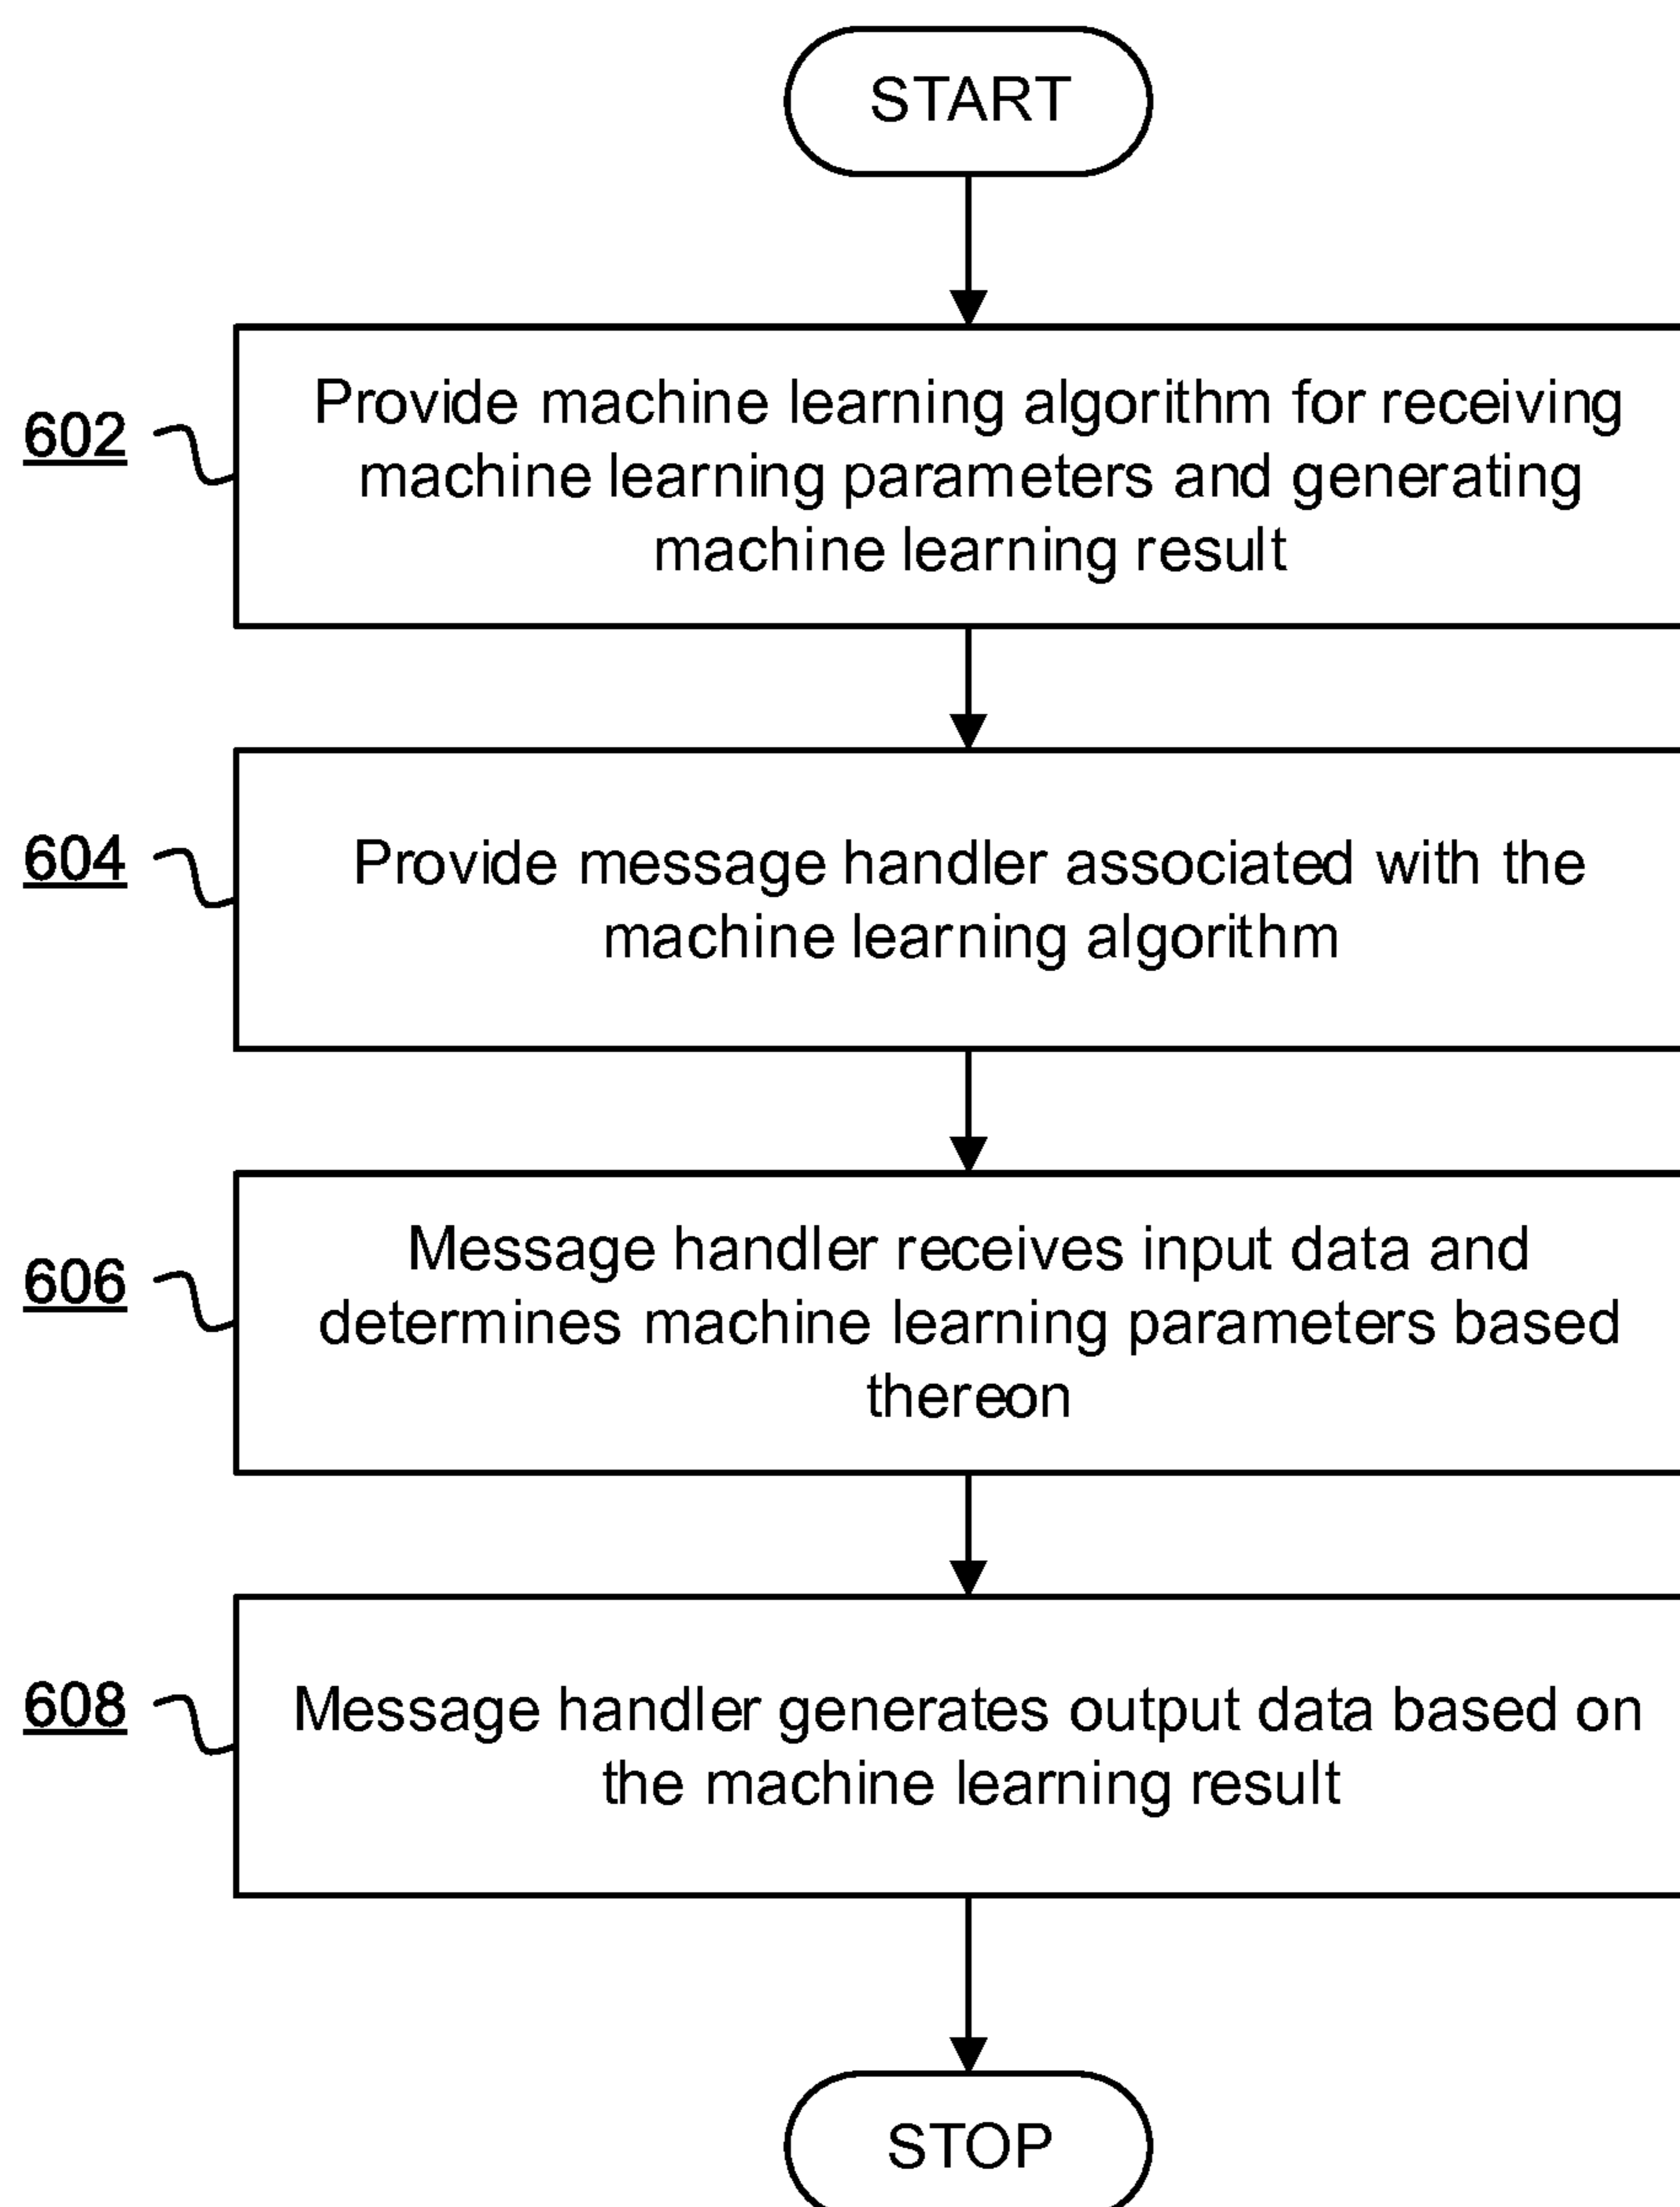 START
602
Provide machine learning algorithm for receiving
machine learning parameters and generating
machine learning result
604
Provide message handler associated with the
machine learning algorithm
606
Message handler receives input data and
determines machine learning parameters based
thereon
608
Message handler generates output data based on
the machine learning result
STOP